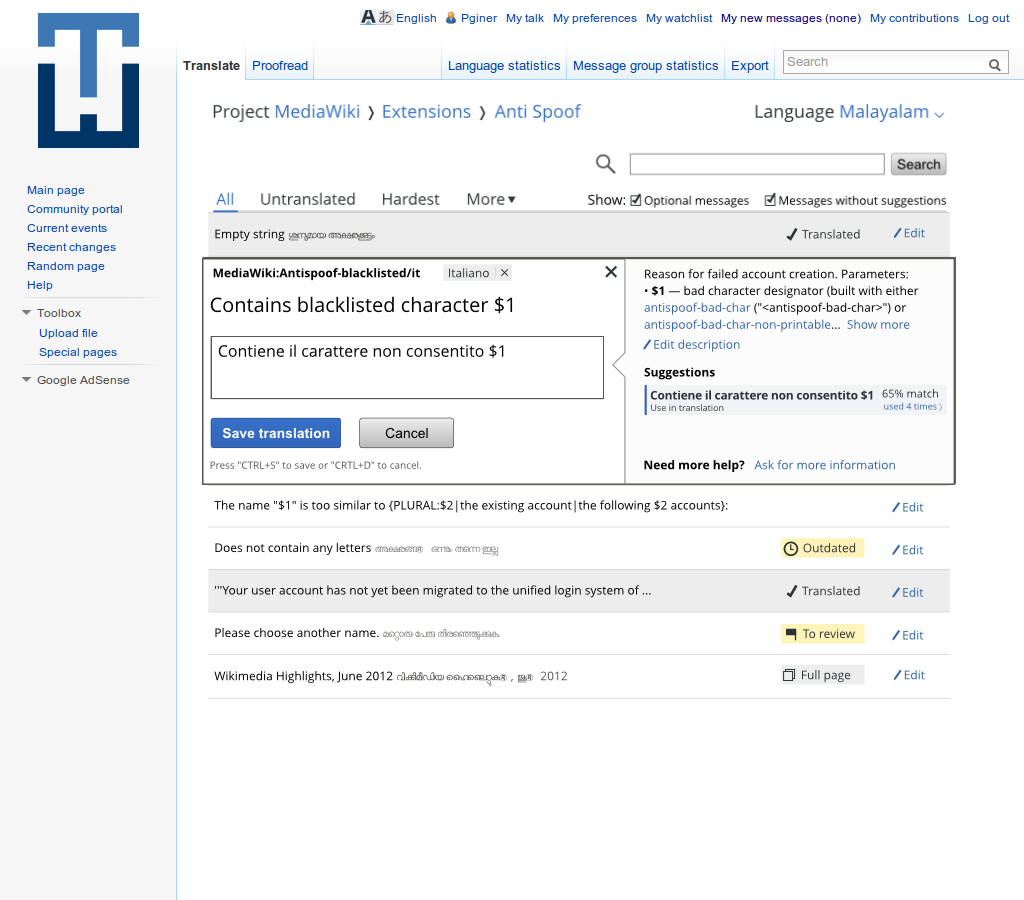 English Pginer My talk My preferences My watchlist My new messages (none) My contributions Log out
Translate Proofread Language statistics Message group statistics Export Search
Project MediaWiki ❭ Extensions ❭ Anti Spoof Language Malayalam
Search
Main page
Community portal
Current events
Recent changes
Random page
Help
Toolbox
Upload file
Special pages
Google AdSense
All Untranslated Hardest More Show: Optional messages Messages without suggestions
Empty string ശൂന്യമായ അക്ഷരക്കൂട്ടം Translated Edit
MediaWiki:Antispoof-blacklisted/it Italiano ×
Contains blacklisted character $1
Contiene il carattere non consentito $1
Save translation Cancel
Press "CTRL+S" to save or "CRTL+D" to cancel.
Reason for failed account creation. Parameters:
• $1 — bad character designator (built with either
antispoof-bad-char ("<antispoof-bad-char>") or
antispoof-bad-char-non-printable... Show more
Edit description
Suggestions
Contiene il carattere non consentito $1 65% match
Use in translation used 4 times ⟩
Need more help? Ask for more information
The name "$1" is too similar to {PLURAL:$2|the existing account|the following $2 accounts}: Edit
Does not contain any letters Outdated Edit
'''Your user account has not yet been migrated to the unified login system of ... Translated Edit
Please choose another name. മറ്റൊരു പേരു തിരഞ്ഞെടുക്കുക. To review Edit
Wikimedia Highlights, June 2012 വിക്കിമീഡിയ 2012 Full page Edit